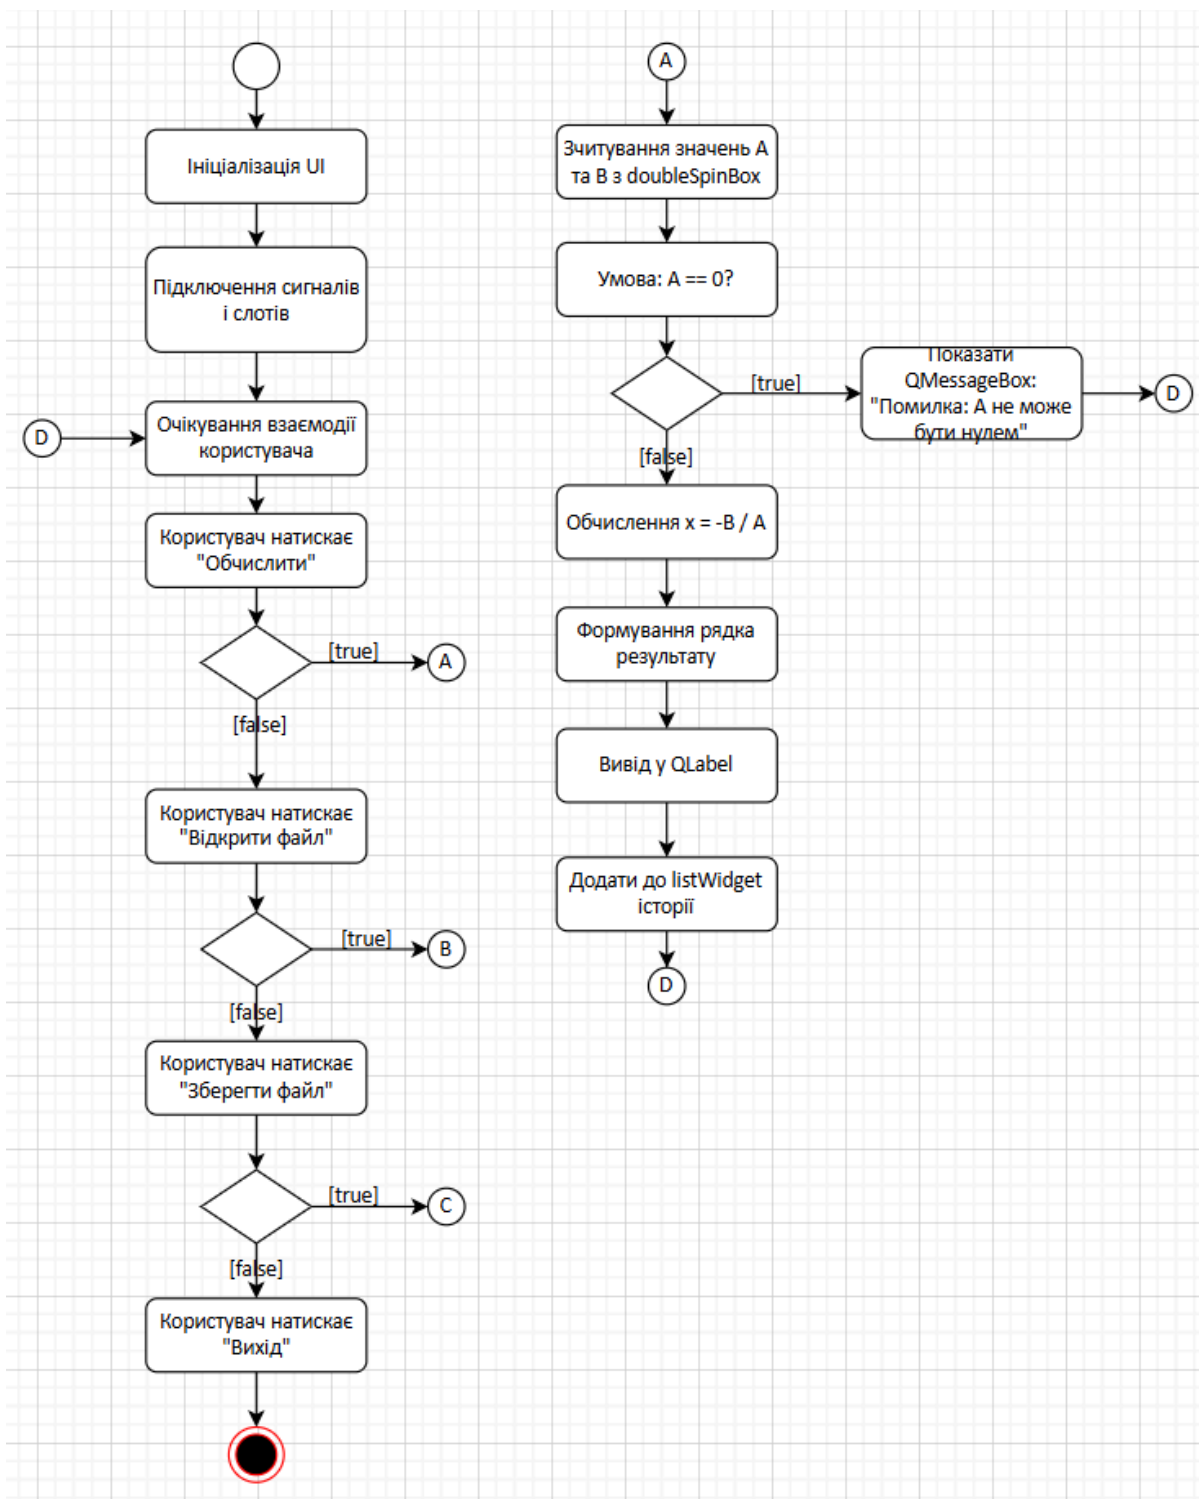 Ініціалізація UI
Підключення сигналів
і слотів
D
Очікування взаємодії
користувача
Користувач натискає
"Обчислити"
[true]
A
[false]
Користувач натискає
"Відкрити файл"
[true]
B
[false]
Користувач натискає
"Зберегти файл"
[true]
C
[false]
Користувач натискає
"Вихід"
A
Зчитування значень A
та B з doubleSpinBox
Умова: A == 0?
[true]
Показати
QMessageBox:
"Помилка: A не може
бути нулем"
D
[false]
Обчислення x = -B / A
Формування рядка
результату
Вивід у QLabel
Додати до listWidget
історії
D